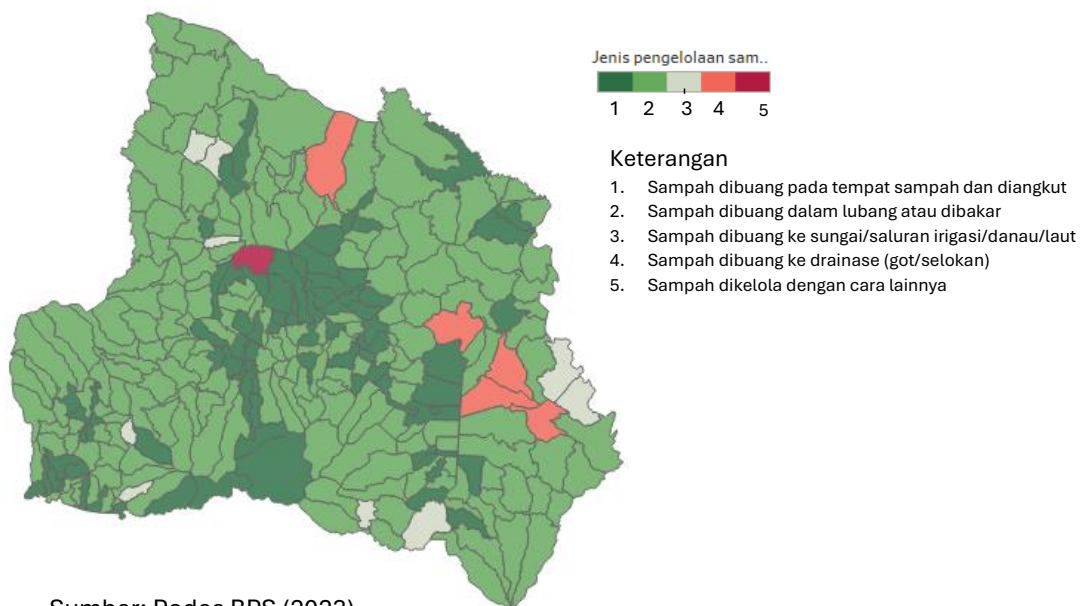 Jenis pengelolaan sam..
1 2 3 4 5
Keterangan
1. Sampah dibuang pada tempat sampah dan diangkut
2. Sampah dibuang dalam lubang atau dibakar
3. Sampah dibuang ke sungai/saluran irigasi/danau/laut
4. Sampah dibuang ke drainase (got/selokan)
5. Sampah dikelola dengan cara lainnya
Sumber: Podes BPS (2023)